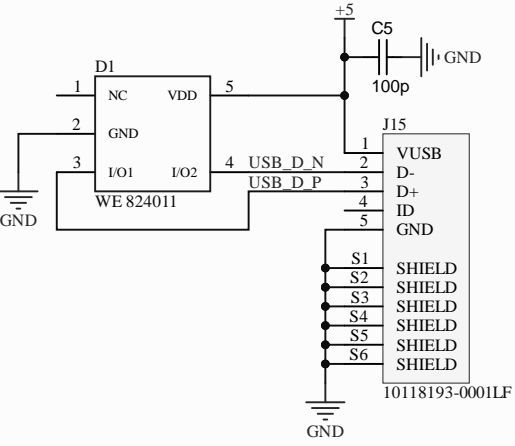 +5
C5
GND
100p
D1
1
NC
VDD
5
2
GND
3
I/O1
I/O2
4
USB_D_N
USB_D_P
WE 824011
GND
J15
1
VUSB
2
D-
3
D+
4
ID
5
GND
S1
SHIELD
S2
SHIELD
S3
SHIELD
S4
SHIELD
S5
SHIELD
S6
SHIELD
10118193-0001LF
GND